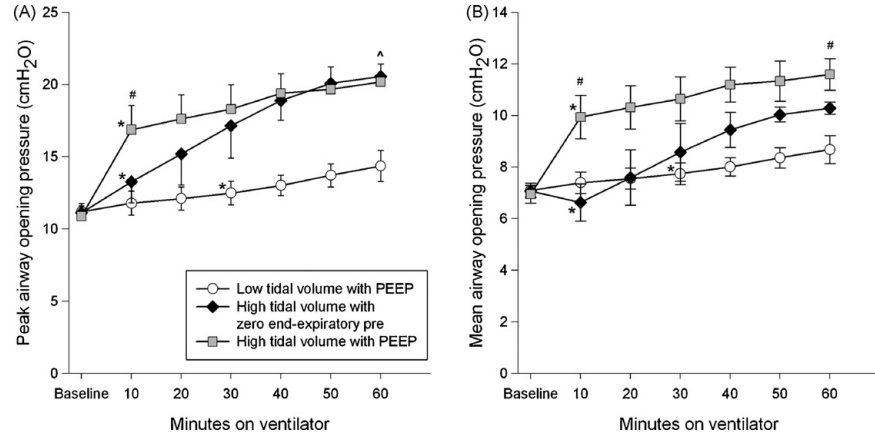 (A)
Peak airway opening pressure (cmH2O)
25
20
15
10
5
0
#
*
*
*
^
Low tidal volume with PEEP
High tidal volume with
zero end-expiratory pre
High tidal volume with PEEP
Baseline 10 20 30 40 50 60
Minutes on ventilator
(B)
Mean airway opening pressure (cmH2O)
14
12
10
8
6
4
2
0
#
#
*
*
*
Baseline 10 20 30 40 50 60
Minutes on ventilator